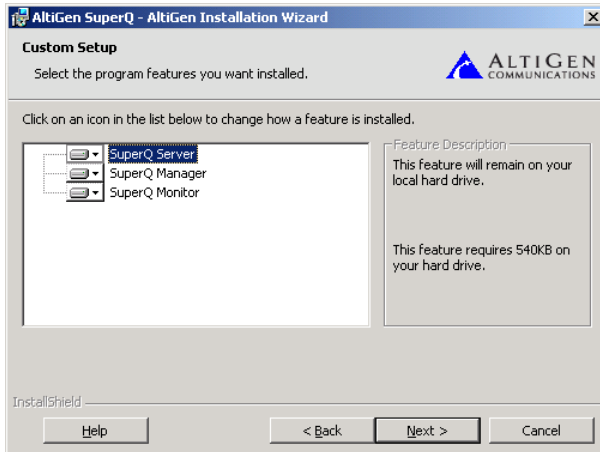 AltiGen SuperQ - AltiGen Installation Wizard
Custom Setup
Select the program features you want installed.
ALTIGEN
COMMUNICATIONS
Click on an icon in the list below to change how a feature is installed.
SuperQ Server
SuperQ Manager
SuperQ Monitor
Feature Description
This feature will remain on your
local hard drive.
This feature requires 540KB on
your hard drive.
InstallShield
Help
< Back
Next >
Cancel